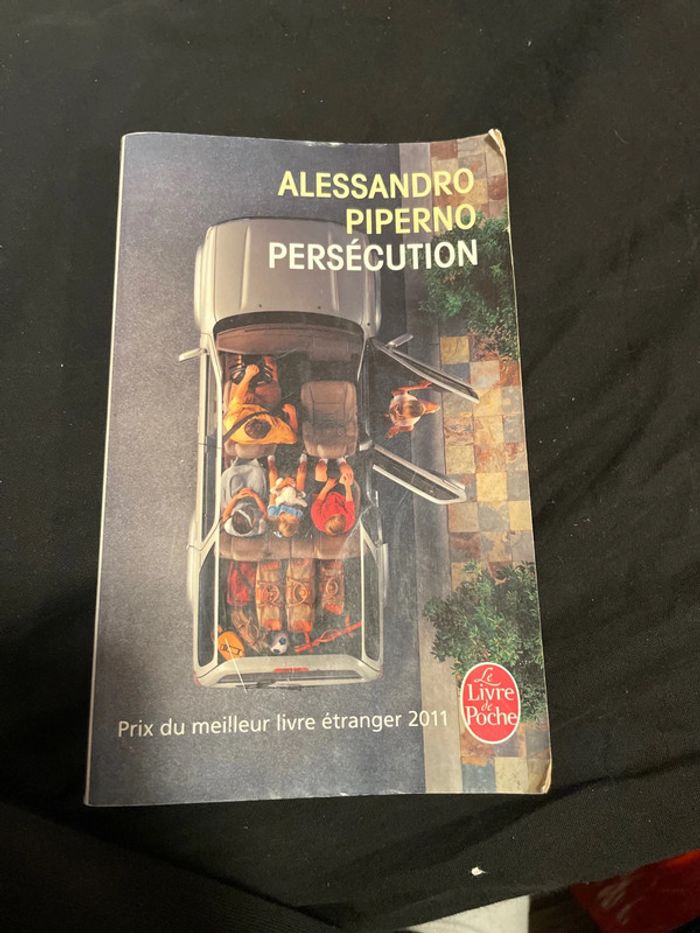 ALESSANDRO
PIPERNO
PERSÉCUTION
Prix du meilleur livre étranger 2011
Le
Livre
de
Poche